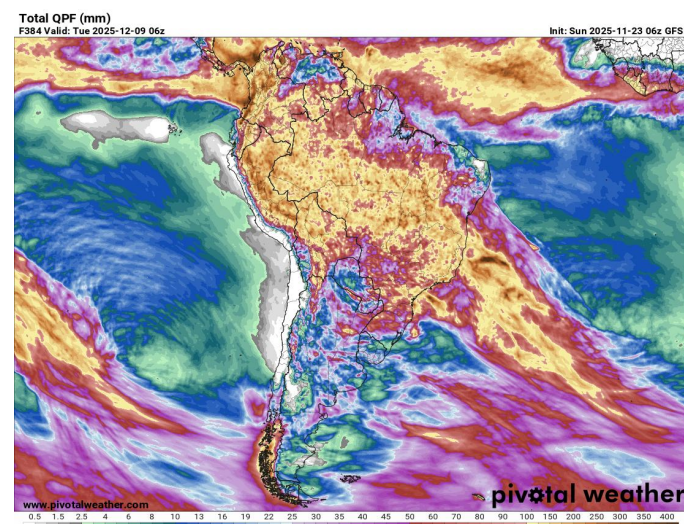 Total QPF (mm)
F384 Valid: Tue 2025-12-09 06z Init: Sun 2025-11-23 06z GFS
www.pivotalweather.com
pivotal weather
0.5 1.5 2.5 4 6 8 10 13 16 19 22 25 30 35 40 45 50 60 70 80 90 100 150 200 250 300 350 400